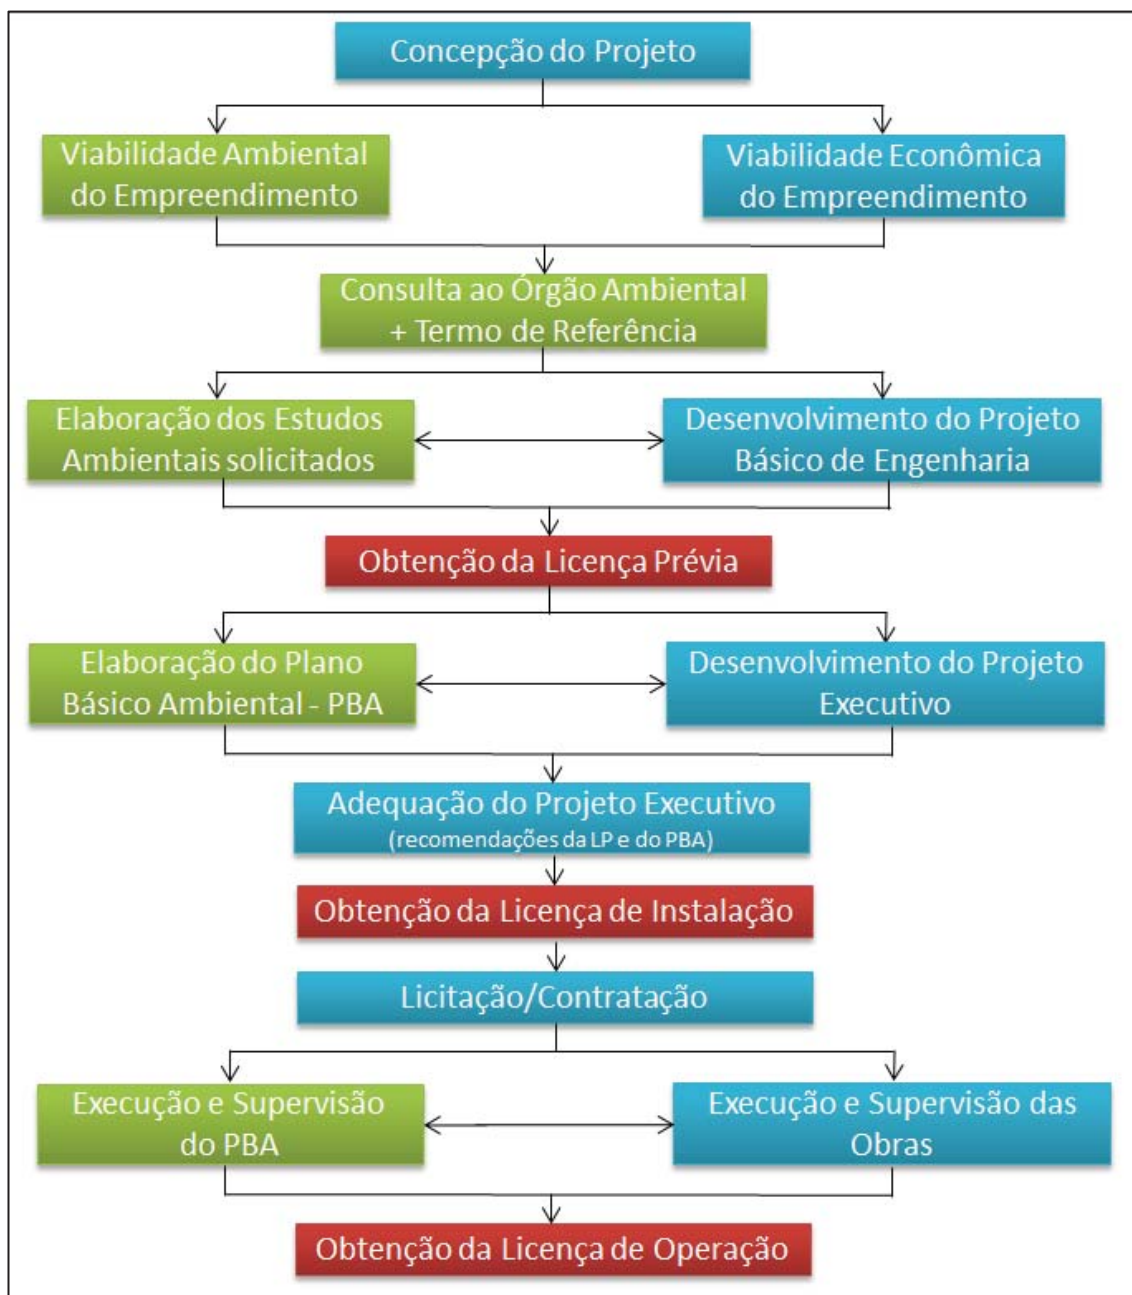 Concepção do Projeto
Viabilidade Ambiental
do Empreendimento
Viabilidade Econômica
do Empreendimento
Consulta ao Órgão Ambiental
+ Termo de Referência
Elaboração dos Estudos
Ambientais solicitados
Desenvolvimento do Projeto
Básico de Engenharia
Obtenção da Licença Prévia
Elaboração do Plano
Básico Ambiental - PBA
Desenvolvimento do Projeto
Executivo
Adequação do Projeto Executivo
(recomendações da LP e do PBA)
Obtenção da Licença de Instalação
Licitação/Contratação
Execução e Supervisão
do PBA
Execução e Supervisão das
Obras
Obtenção da Licença de Operação